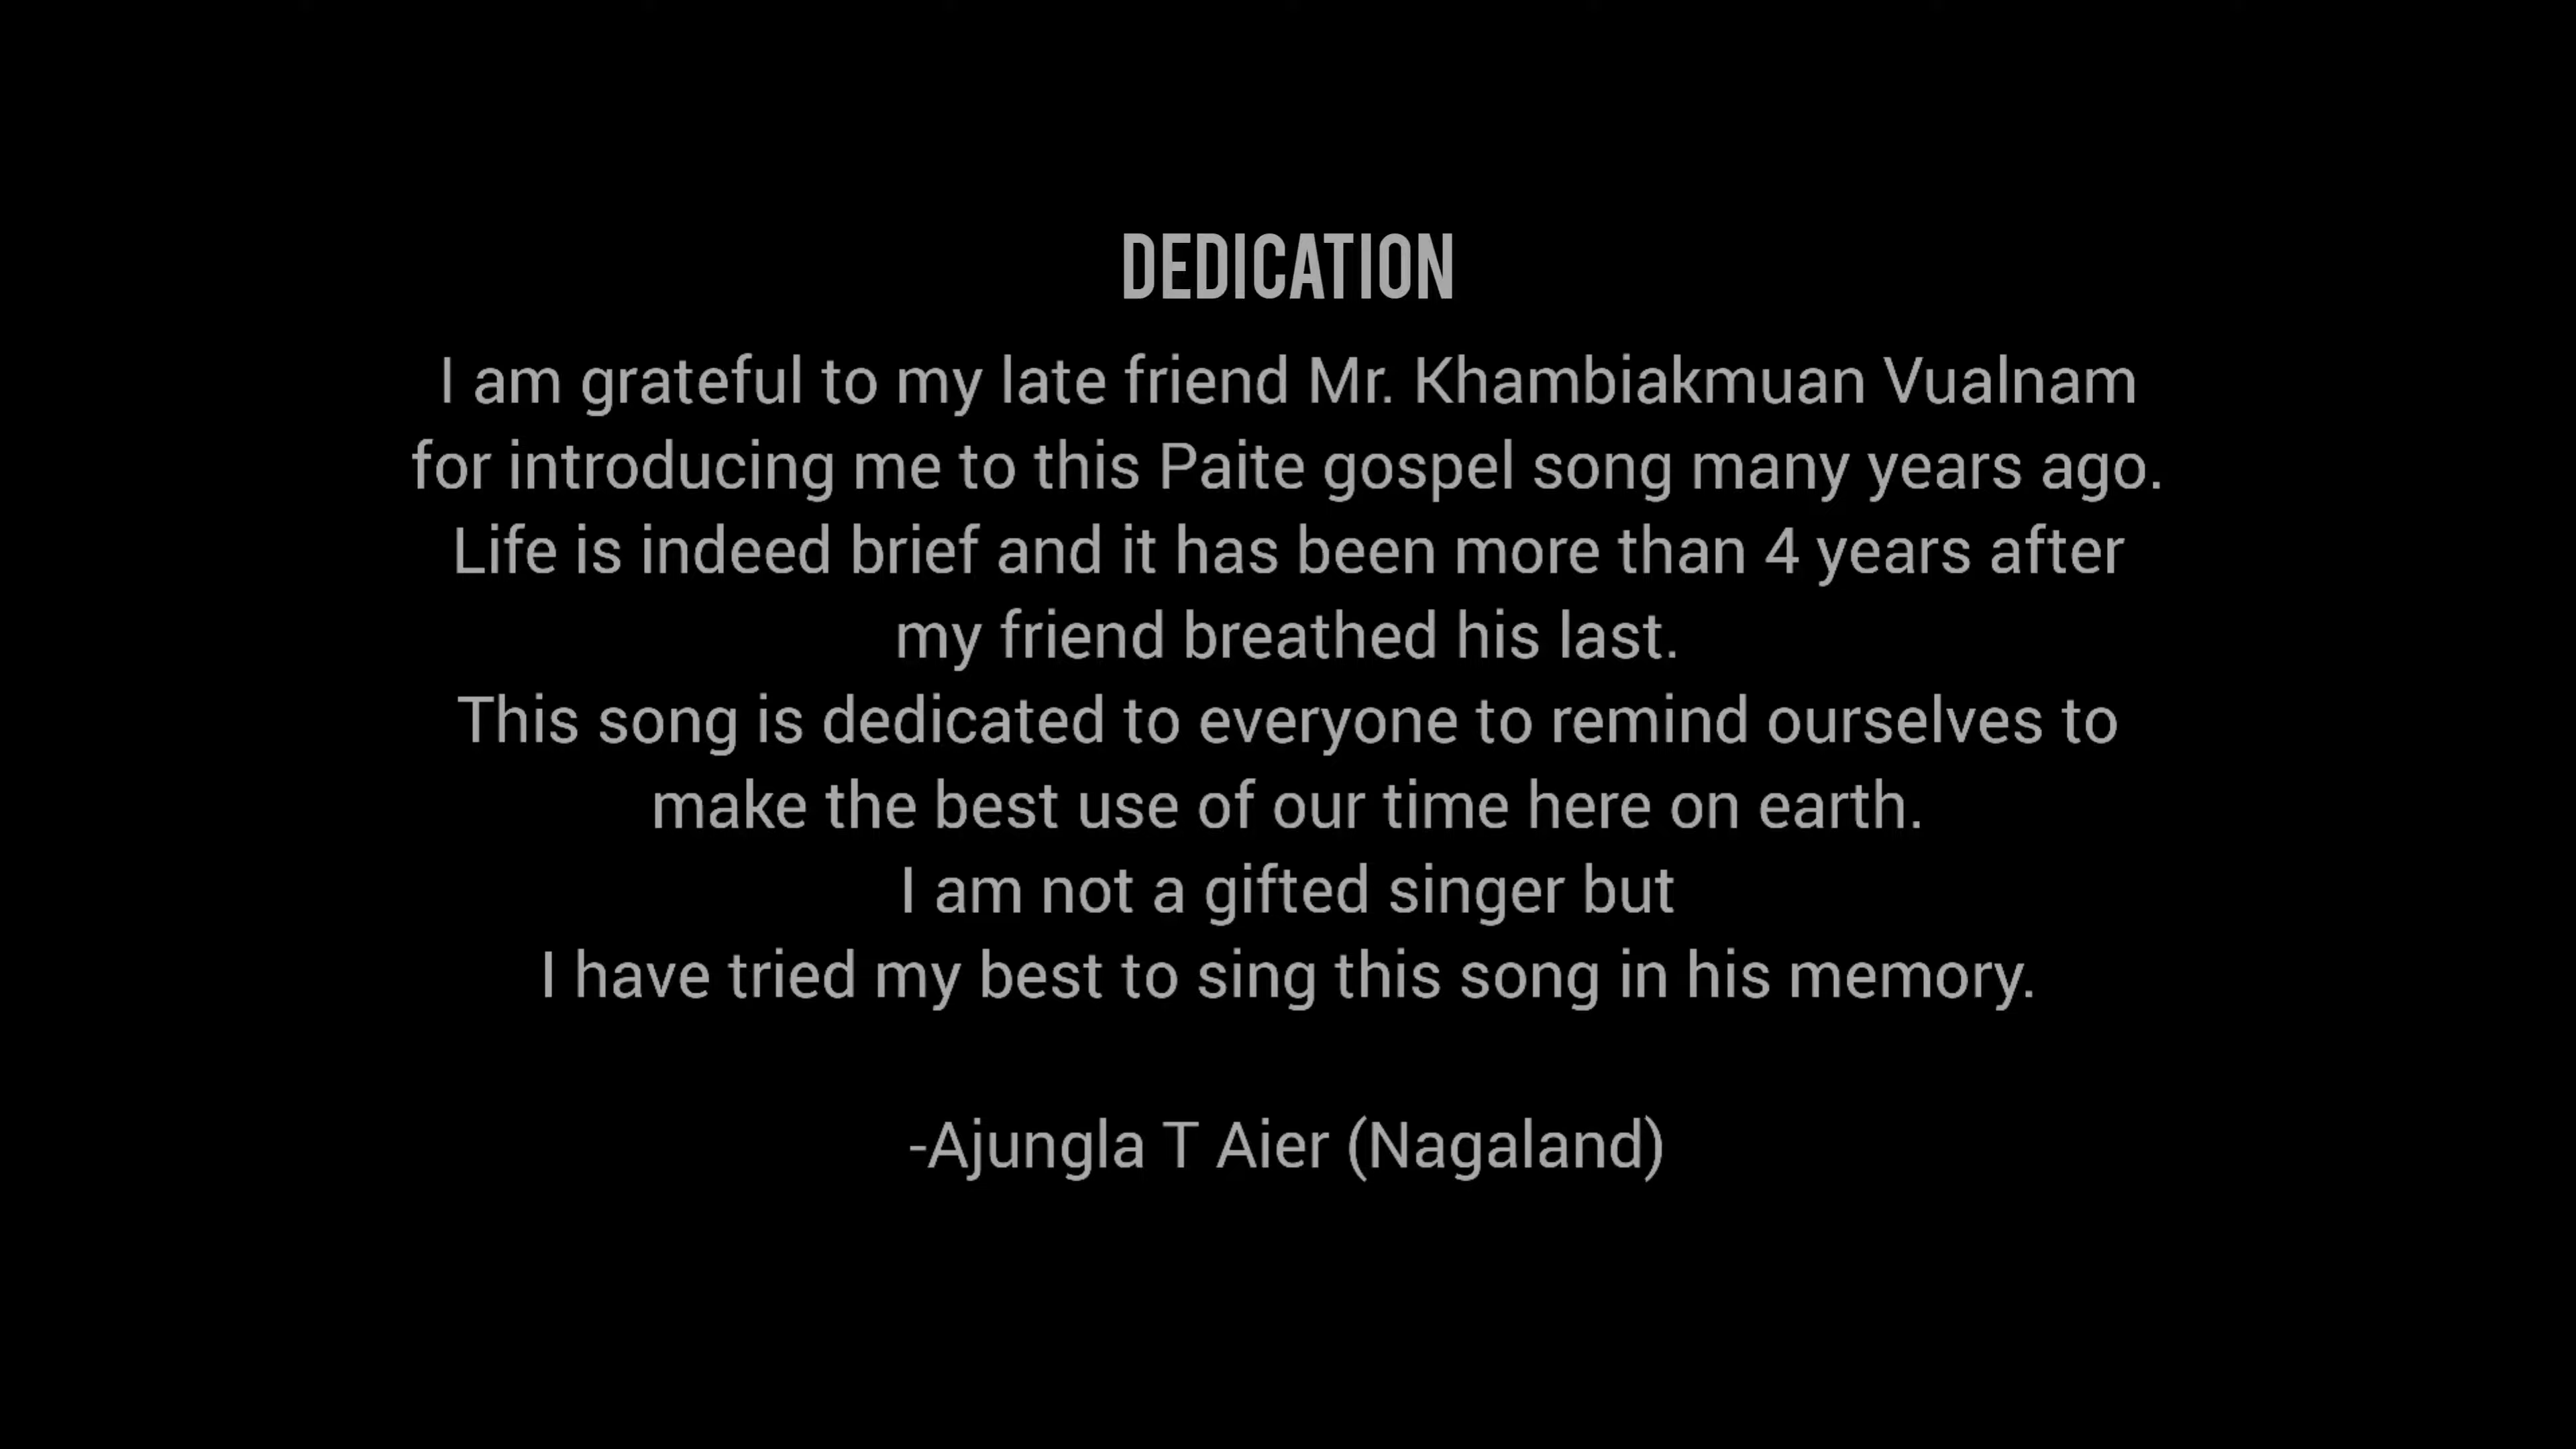 DEDICATION
I am grateful to my late friend Mr. Khambiakmuan Vualnam
for introducing me to this Paite gospel song many years ago.
Life is indeed brief and it has been more than 4 years after
my friend breathed his last.
This song is dedicated to everyone to remind ourselves to
make the best use of our time here on earth.
I am not a gifted singer but
I have tried my best to sing this song in his memory.
-Ajungla T Aier (Nagaland)